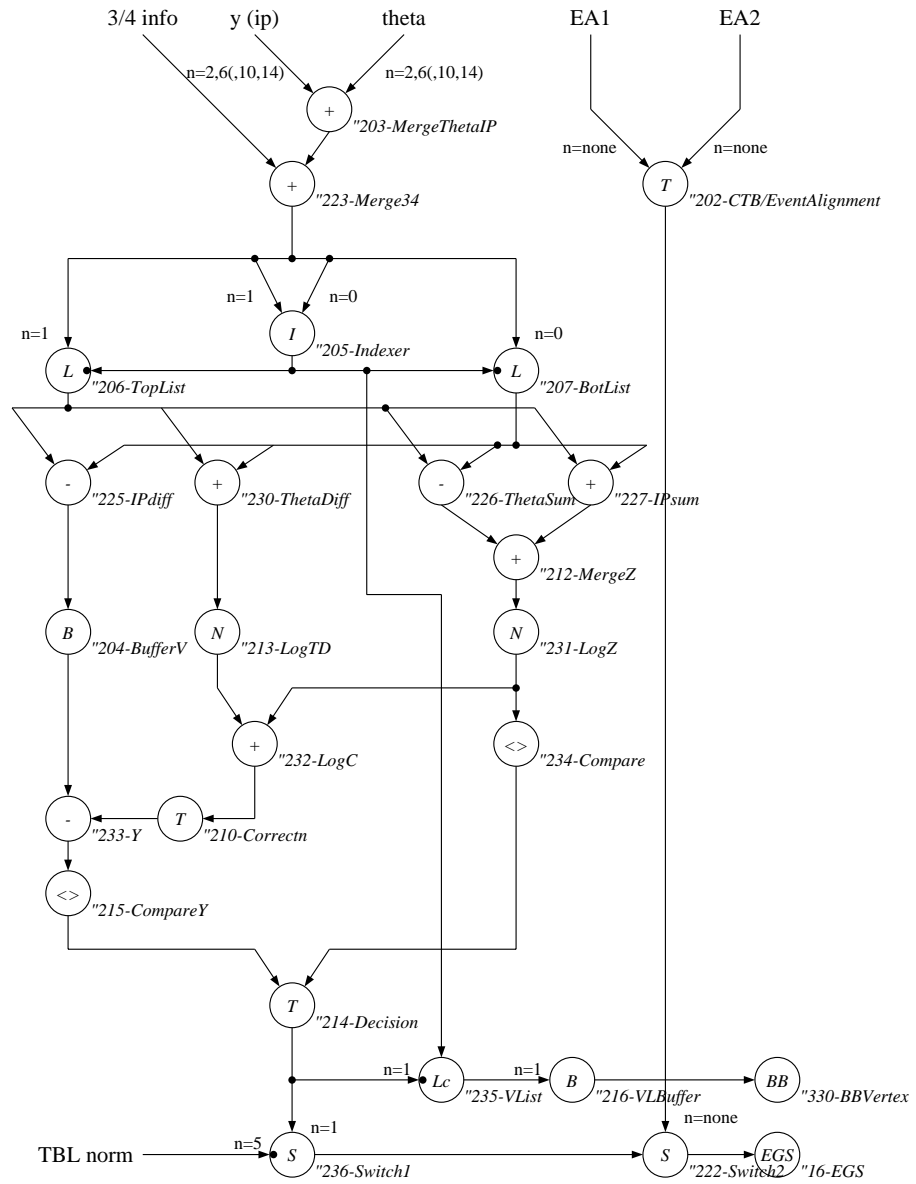 3/4 info
y (ip)
theta
EA1
EA2
n=2,6(,10,14)
n=2,6(,10,14)
+
"203-MergeThetaIP
n=none
n=none
+
"223-Merge34
T
"202-CTB/EventAlignment
n=1
n=0
n=1
I
"205-Indexer
n=0
L
"206-TopList
L
"207-BotList
-
"225-IPdiff
+
"230-ThetaDiff
-
"226-ThetaSum
+
"227-IPsum
+
"212-MergeZ
B
"204-BufferV
N
"213-LogTD
N
"231-LogZ
+
"232-LogC
<>
"234-Compare
-
"233-Y
T
"210-Correctn
<>
"215-CompareY
T
"214-Decision
n=1
Lc
"235-VList
n=1
B
"216-VLBuffer
BB
"330-BBVertex
n=1
n=none
TBL norm
n=5
S
"236-Switch1
S
"222-Switch2
EGS
"16-EGS